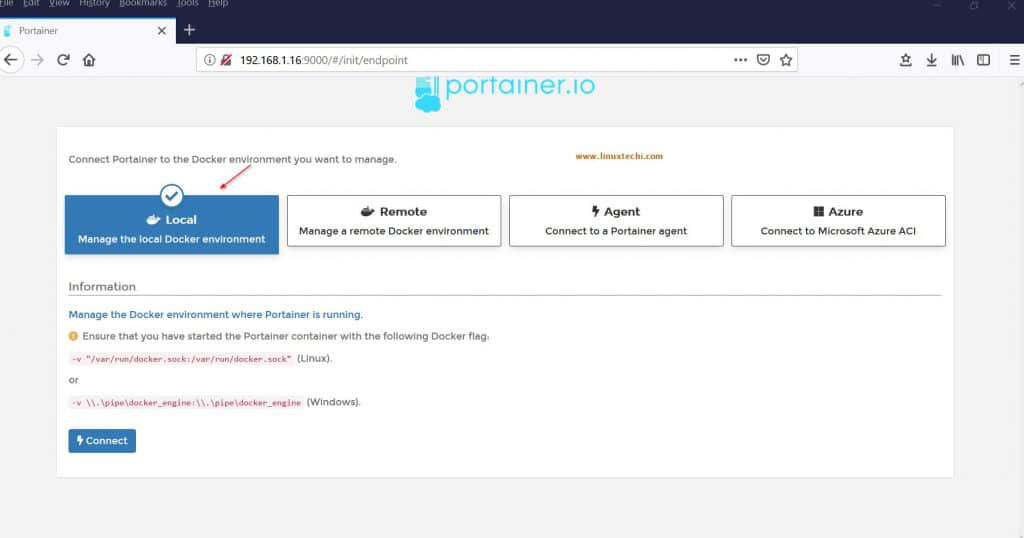 File Edit View History Bookmarks Tools Help
Portainer
192.168.1.16:9000/#/init/endpoint
portainer.io
Connect Portainer to the Docker environment you want to manage.
www.linuxtechi.com
Local
Manage the local Docker environment
Remote
Manage a remote Docker environment
Agent
Connect to a Portainer agent
Azure
Connect to Microsoft Azure ACI
Information
Manage the Docker environment where Portainer is running.
Ensure that you have started the Portainer container with the following Docker flag:
-v "/var/run/docker.sock:/var/run/docker.sock" (Linux).
or
-v \\.\pipe\docker_engine:\\.\pipe\docker_engine (Windows).
Connect